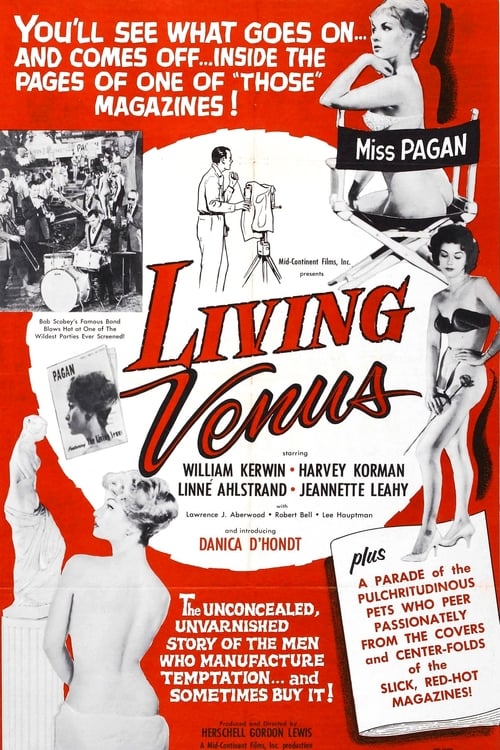 YOU'LL SEE WHAT GOES ON...
AND COMES OFF...INSIDE THE
PAGES OF ONE OF "THOSE"
MAGAZINES!
Miss PAGAN
Mid-Continent Films, Inc.
presents
LIVING
Venus
Bob Scobey's Famous Band
Blows Hot at One of The
Wildest Parties Ever Screened!
PAGAN
starring
WILLIAM KERWIN • HARVEY KORMAN
LINNÉ AHLSTRAND • JEANNETTE LEAHY
with
Lawrence J. Aberwood • Robert Bell • Lee Hauptman
and introducing
DANICA D'HONDT
plus
A PARADE of the
PULCHRITUDINOUS
PETS WHO PEER
PASSIONATELY
FROM THE COVERS
and CENTER-FOLDS
of the
SLICK, RED-HOT
MAGAZINES!
The UNCONCEALED,
UNVARNISHED
STORY OF THE MEN
WHO MANUFACTURE
TEMPTATION...and
SOMETIMES BUY IT!
Produced and Directed by
HERSCHELL GORDON LEWIS
A Mid-Continent Films, Inc. production